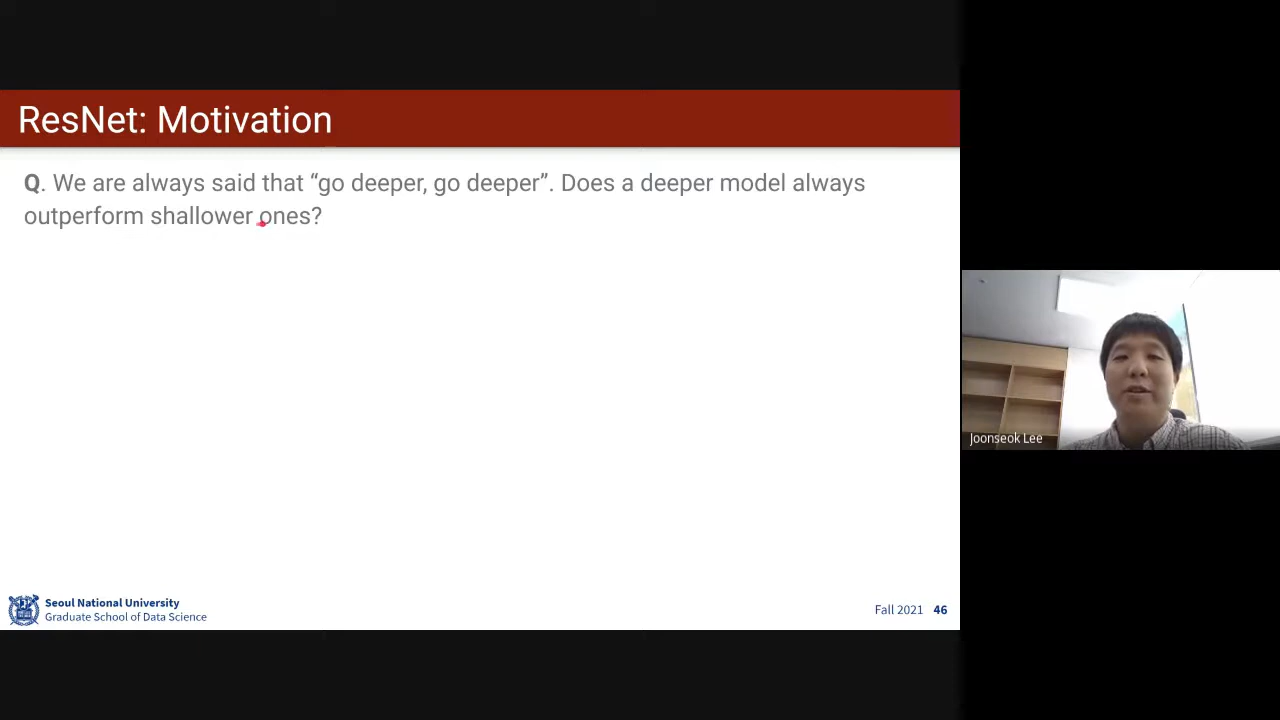 ResNet: Motivation
Q. We are always said that “go deeper, go deeper”. Does a deeper model always
outperform shallower ones?
Joonseok Lee
Seoul National University
Graduate School of Data Science
Fall 2021 46